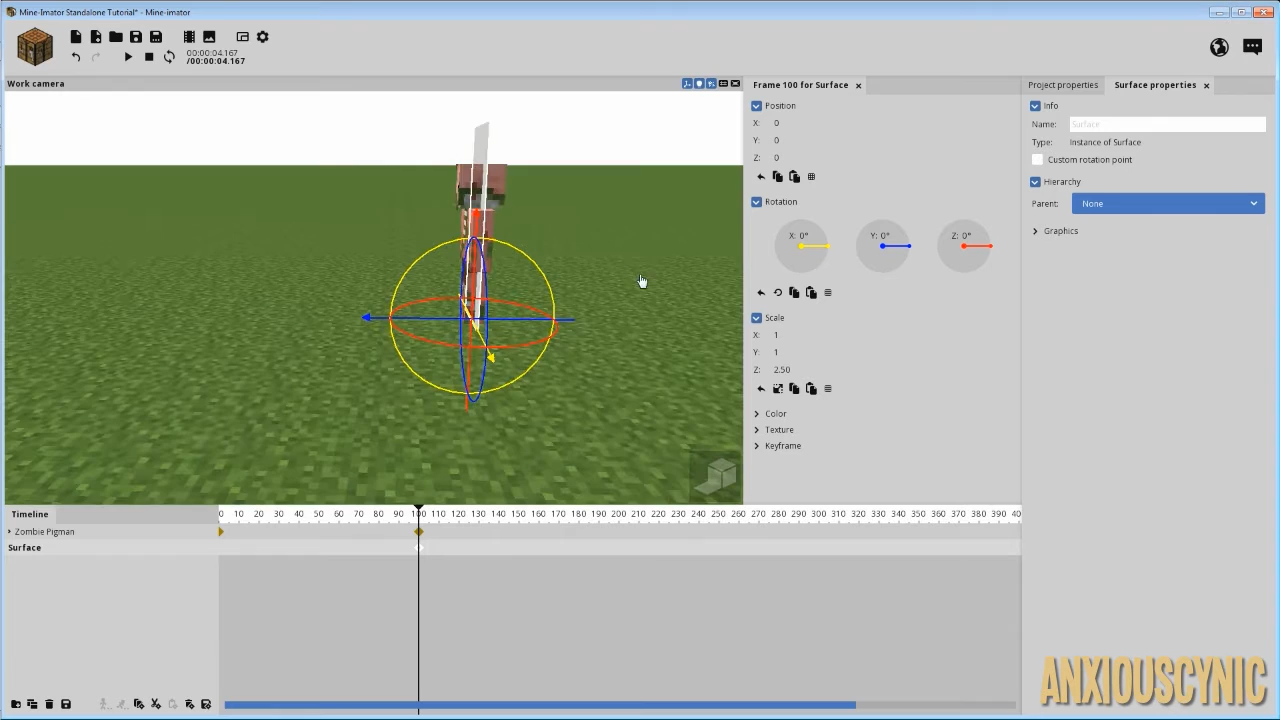 Mine-Imator Standalone Tutorial* - Mine-imator
00:00:04.167
/00:00:04.167
Work camera
Frame 100 for Surface
Position
X: 0
Y: 0
Z: 0
Rotation
X: 0° Y: 0° Z: 0°
Scale
X: 1
Y: 1
Z: 2.50
Color
Texture
Keyframe
Project properties Surface properties
Info
Name: Surface
Type: Instance of Surface
Custom rotation point
Hierarchy
Parent: None
Graphics
Timeline
0 10 20 30 40 50 60 70 80 90 100 110 120 130 140 150 160 170 180 190 200 210 220 230 240 250 260 270 280 290 300 310 320 330 340 350 360 370 380 390 40
Zombie Pigman
Surface
ANXIOUSCYNIC